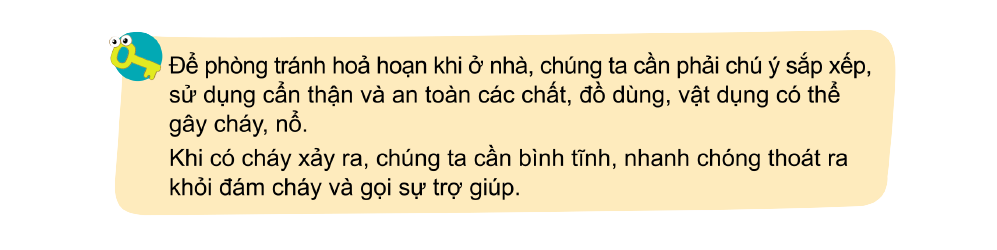 Để phòng tránh hoả hoạn khi ở nhà, chúng ta cần phải chú ý sắp xếp,
sử dụng cẩn thận và an toàn các chất, đồ dùng, vật dụng có thể
gây cháy, nổ.
Khi có cháy xảy ra, chúng ta cần bình tĩnh, nhanh chóng thoát ra
khỏi đám cháy và gọi sự trợ giúp.